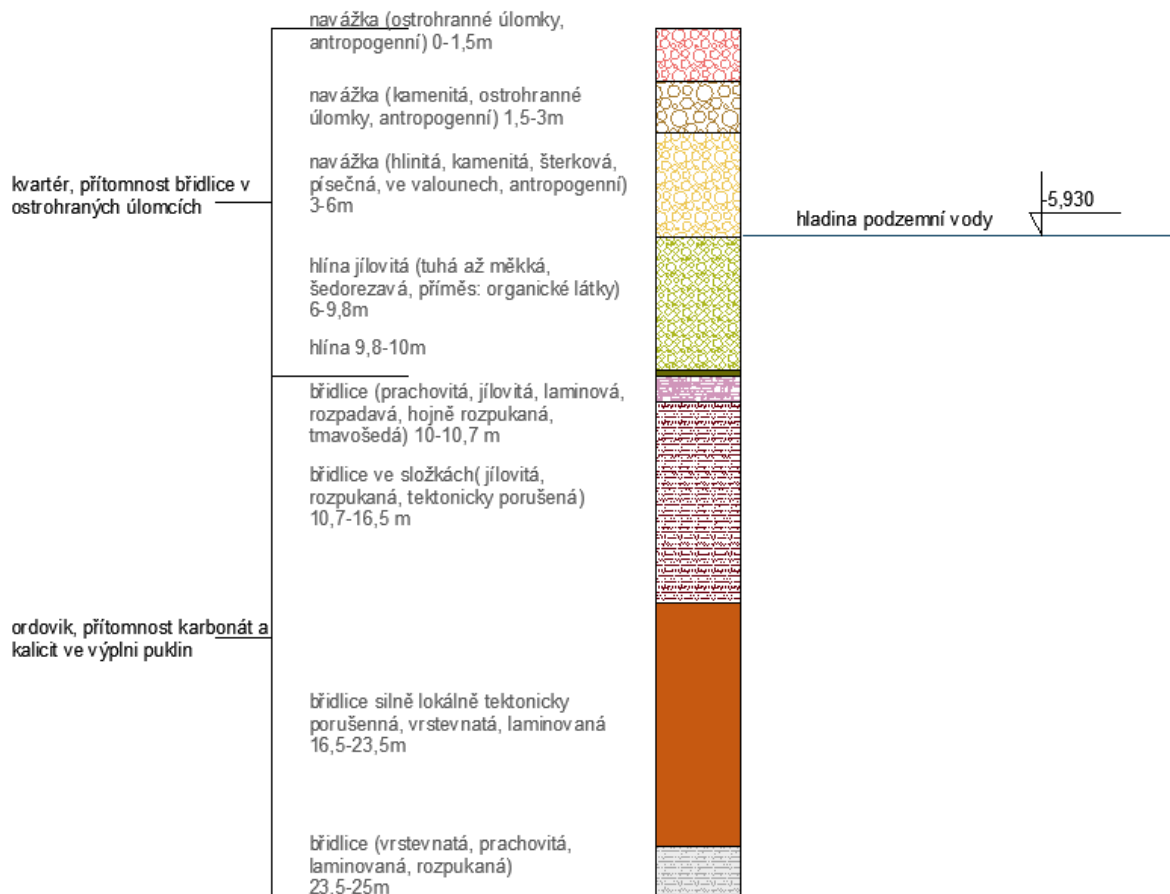 navážka (ostrohranné úlomky,
antropogenní) 0-1,5m
navážka (kamenitá, ostrohranné
úlomky, antropogenní) 1,5-3m
navážka (hlinitá, kamenitá, šterková,
písečná, ve valounech, antropogenní)
3-6m
kvartér, přítomnost břidlice v
ostrohraných úlomcích
hladina podzemní vody
-5,930
hlína jílovitá (tuhá až měkká,
šedorezavá, příměs: organické látky)
6-9,8m
hlína 9,8-10m
břidlice (prachovitá, jílovitá, laminová,
rozpadavá, hojně rozpukaná,
tmavošedá) 10-10,7 m
břidlice ve složkách( jílovitá,
rozpukaná, tektonicky porušená)
10,7-16,5 m
ordovik, přítomnost karbonát a
kalicit ve výplni puklin
břidlice silně lokálně tektonicky
porušenná, vrstevnatá, laminovaná
16,5-23,5m
břidlice (vrstevnatá, prachovitá,
laminovaná, rozpukaná)
23,5-25m